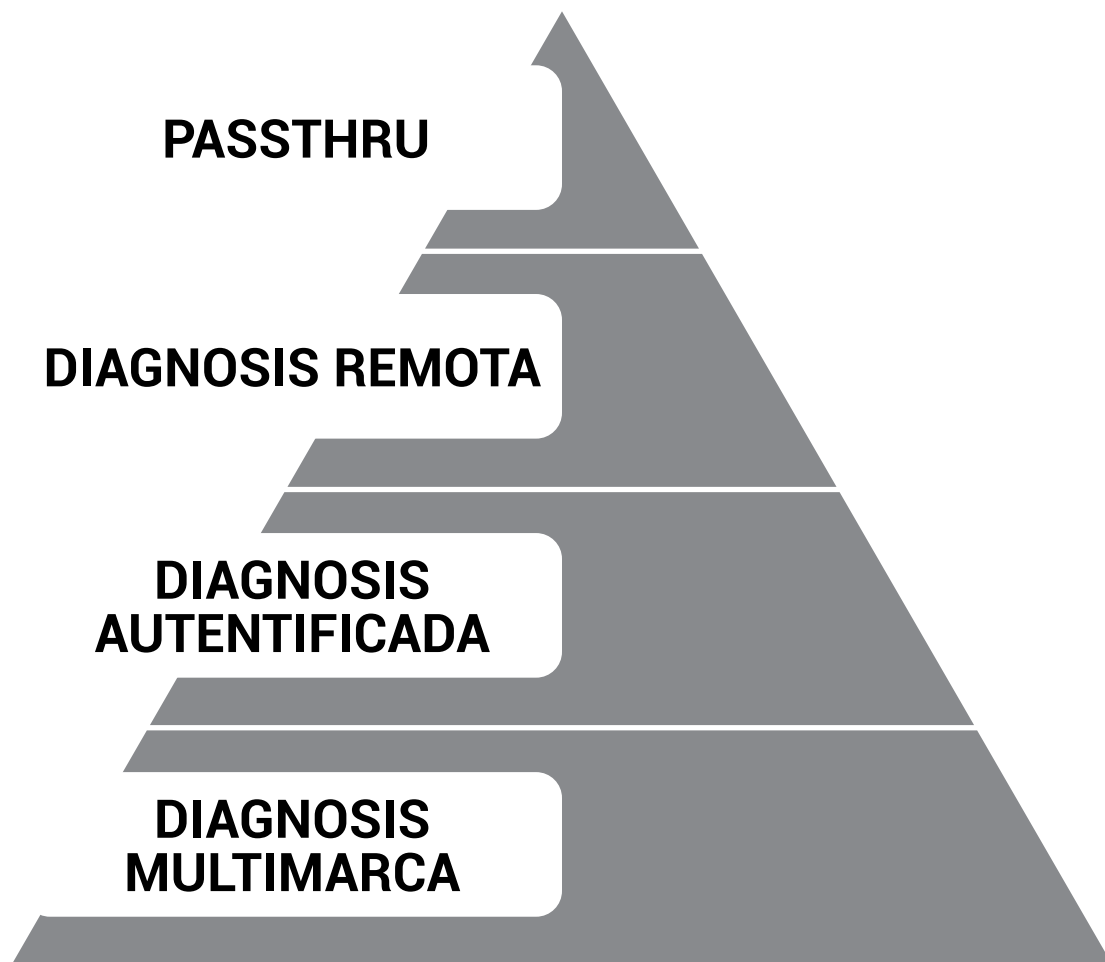 PASSTHRU
DIAGNOSIS REMOTA
DIAGNOSIS
AUTENTIFICADA
DIAGNOSIS
MULTIMARCA